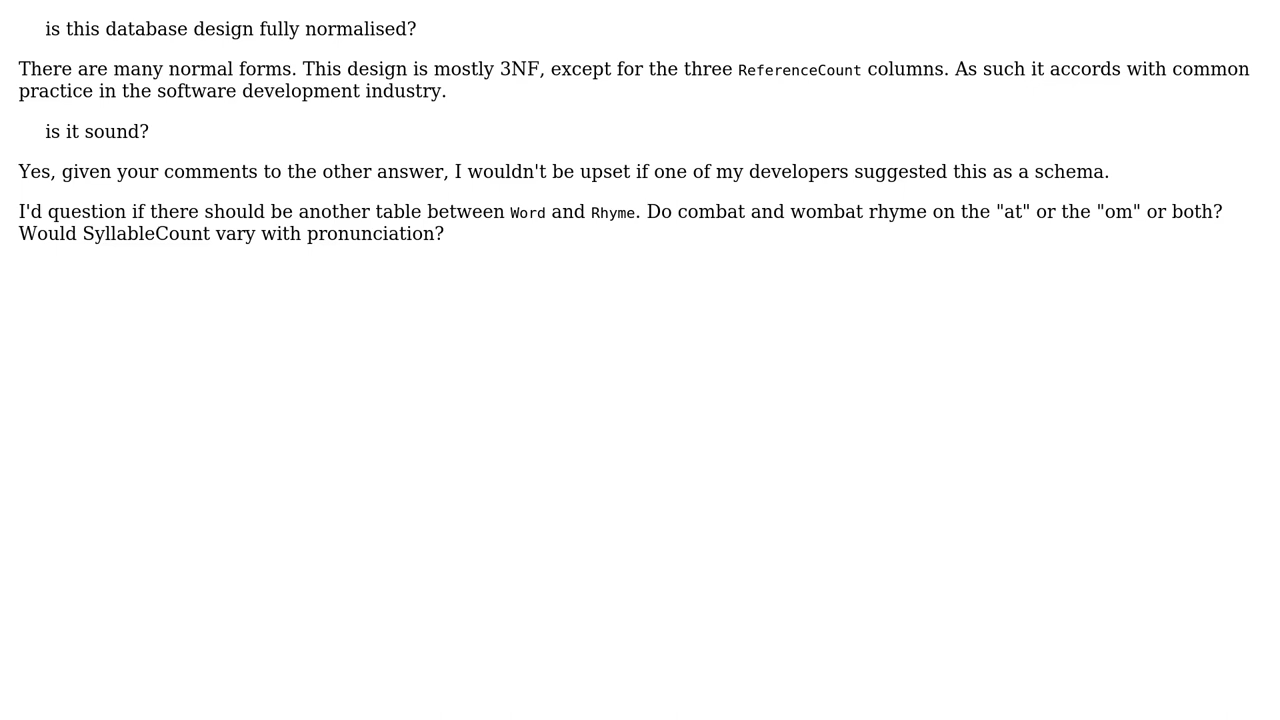 is this database design fully normalised?
There are many normal forms. This design is mostly 3NF, except for the three ReferenceCount columns. As such it accords with common
practice in the software development industry.
is it sound?
Yes, given your comments to the other answer, I wouldn't be upset if one of my developers suggested this as a schema.
I'd question if there should be another table between Word and Rhyme. Do combat and wombat rhyme on the "at" or the "om" or both?
Would SyllableCount vary with pronunciation?